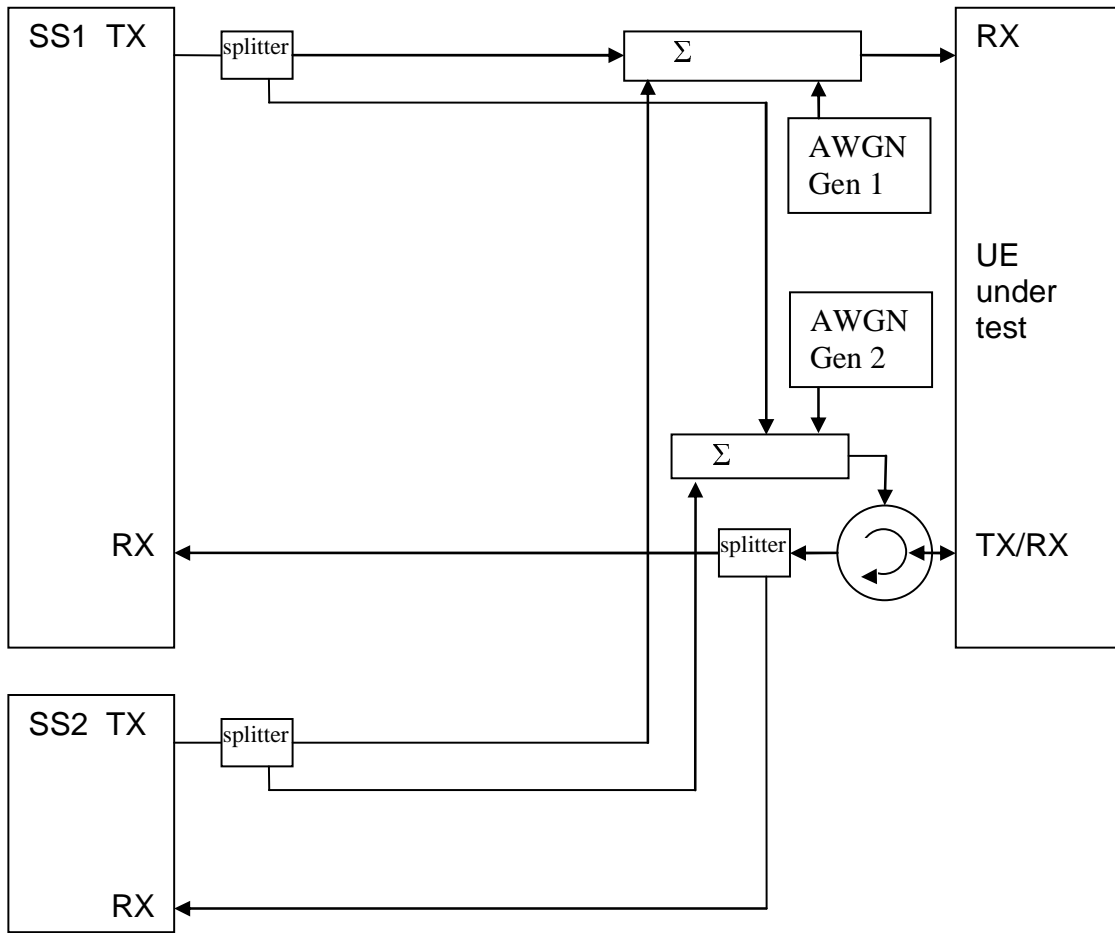 SS1 TX
splitter
Σ
RX
AWGN
Gen 1
UE
under
test
AWGN
Gen 2
Σ
RX
splitter
TX/RX
SS2 TX
splitter
RX